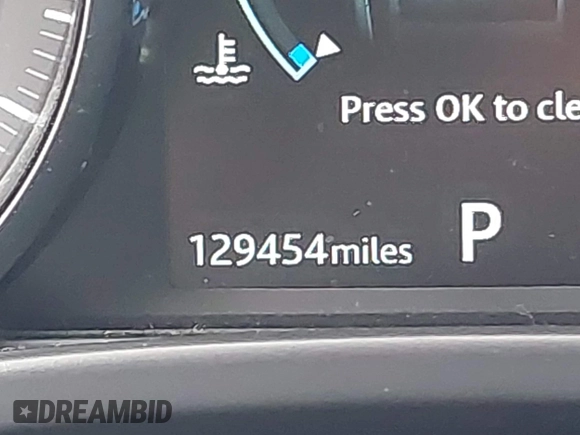 Press OK to cle
129454miles P
DREAMBID